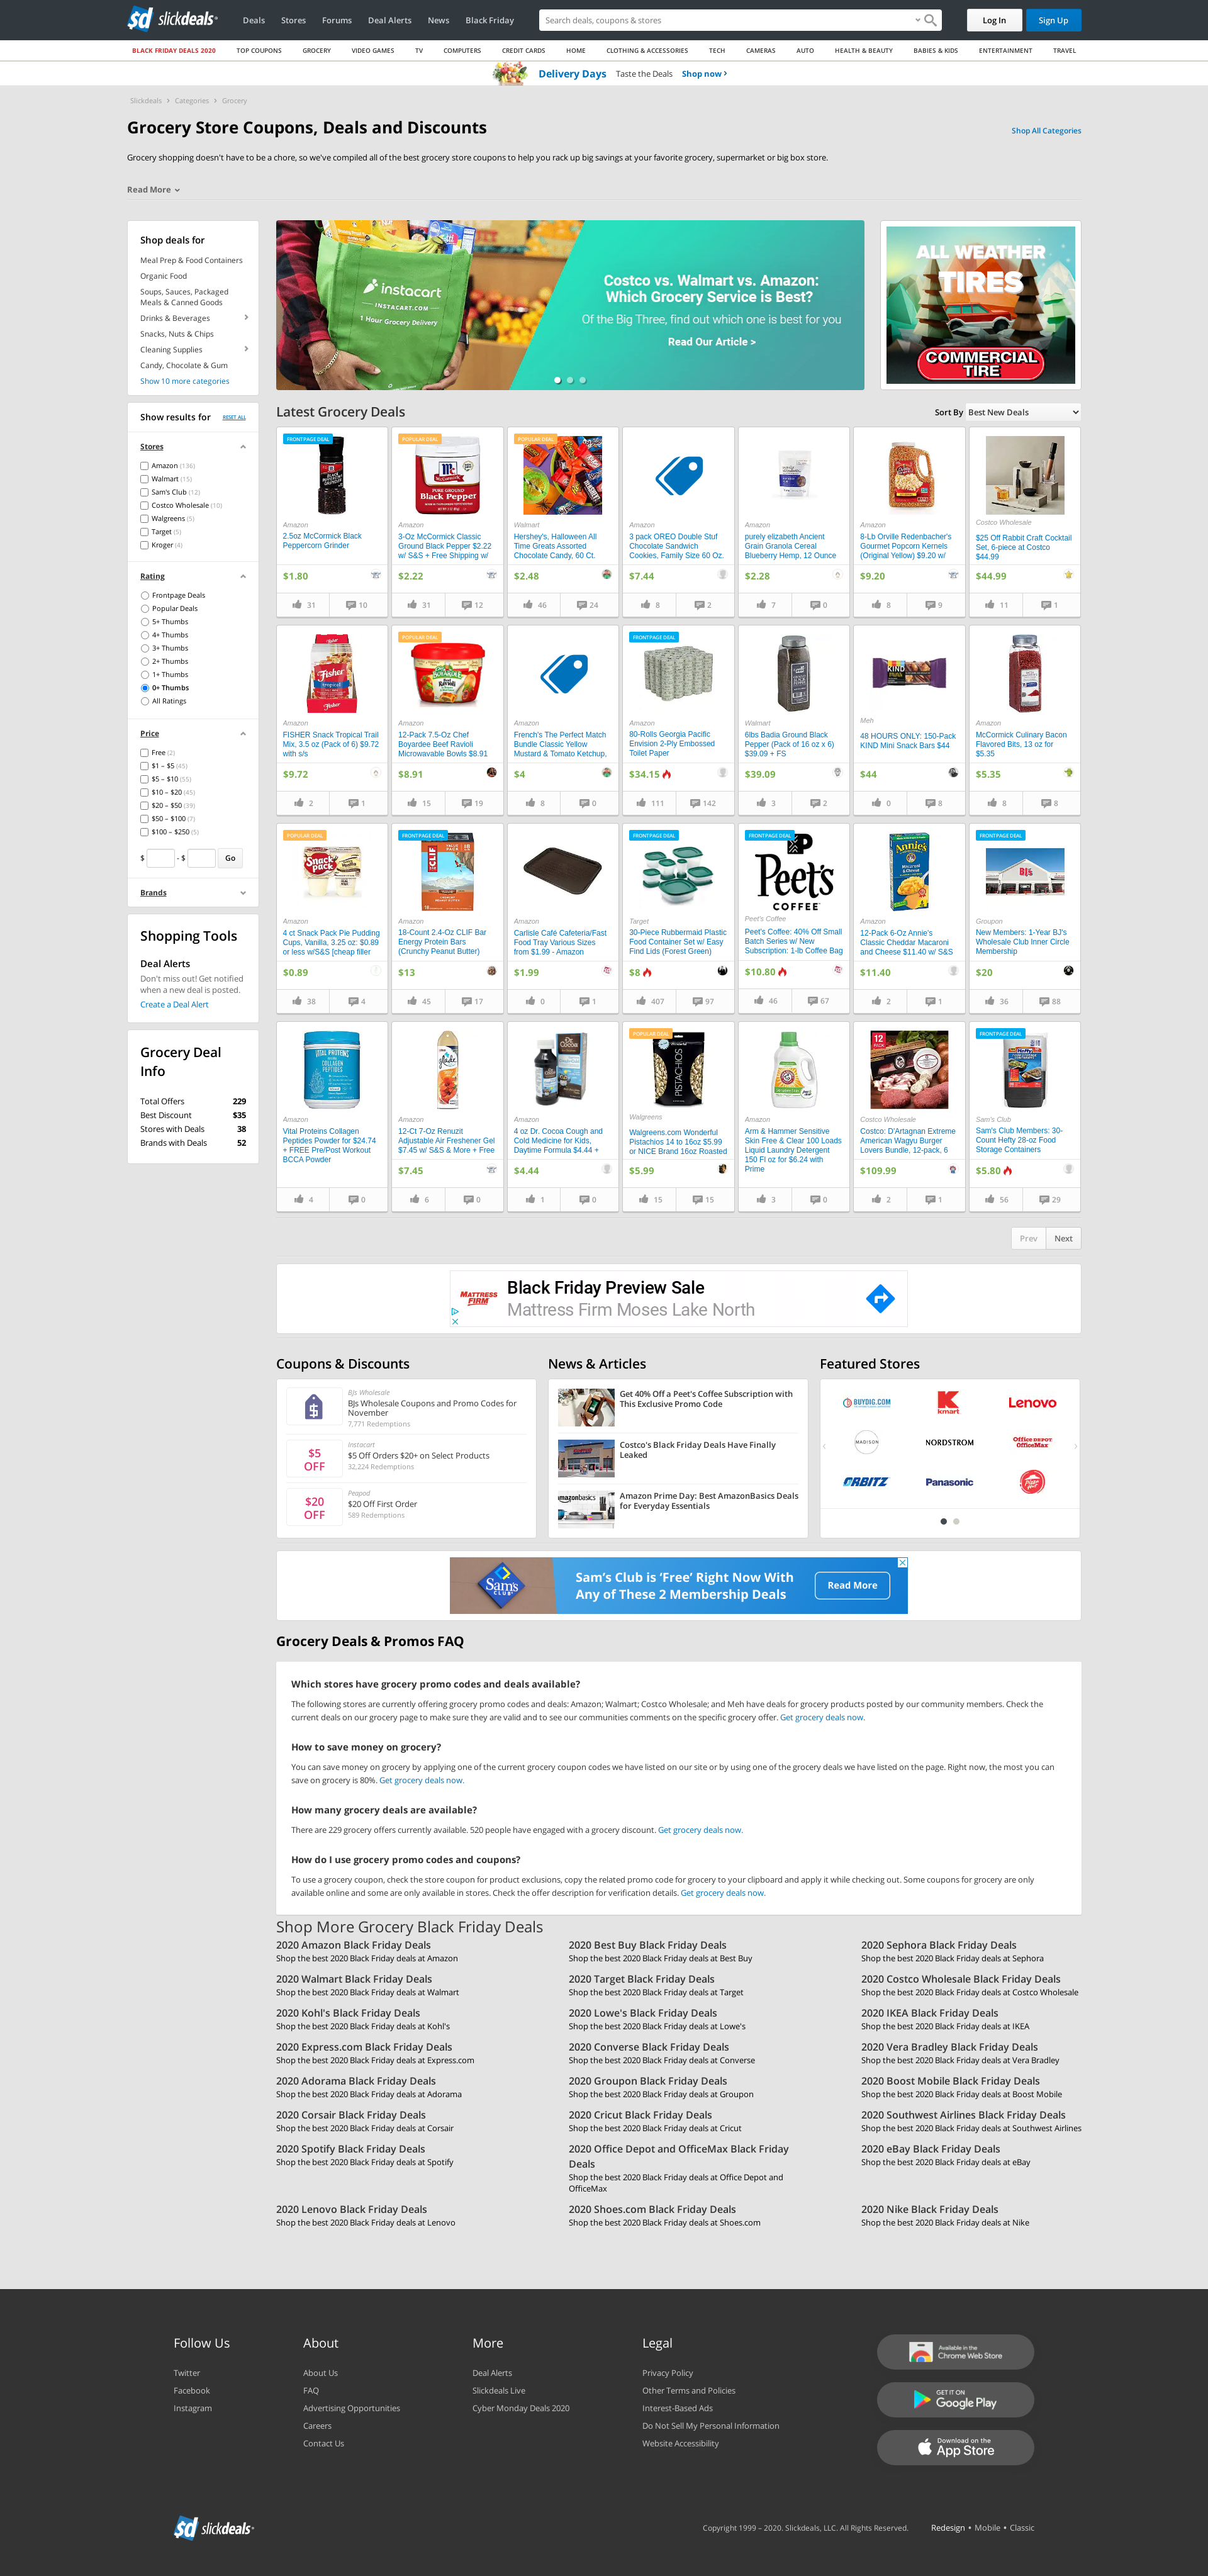 slickdeals
Deals
Stores
Forums
Deal Alerts
News
Black Friday
Search deals, coupons & stores
Log In
Sign Up
BLACK FRIDAY DEALS 2020
TOP COUPONS
GROCERY
VIDEO GAMES
TV
COMPUTERS
CREDIT CARDS
HOME
CLOTHING & ACCESSORIES
TECH
CAMERAS
AUTO
HEALTH & BEAUTY
BABIES & KIDS
ENTERTAINMENT
TRAVEL
Delivery Days Taste the Deals Shop now ›
Slickdeals › Categories › Grocery
Grocery Store Coupons, Deals and Discounts
Shop All Categories
Grocery shopping doesn't have to be a chore, so we've compiled all of the best grocery store coupons to help you rack up big savings at your favorite grocery, supermarket or big box store.
Read More
Shop deals for
Meal Prep & Food Containers
Organic Food
Soups, Sauces, Packaged
Meals & Canned Goods
Drinks & Beverages
Snacks, Nuts & Chips
Cleaning Supplies
Candy, Chocolate & Gum
Show 10 more categories
Show results for
RESET ALL
Stores
Amazon (136)
Walmart (15)
Sam's Club (12)
Costco Wholesale (10)
Walgreens (5)
Target (5)
Kroger (4)
Rating
Frontpage Deals
Popular Deals
5+ Thumbs
4+ Thumbs
3+ Thumbs
2+ Thumbs
1+ Thumbs
0+ Thumbs
All Ratings
Price
Free (2)
$1 – $5 (45)
$5 – $10 (55)
$10 – $20 (45)
$20 – $50 (39)
$50 – $100 (7)
$100 – $250 (5)
$ - $ Go
Brands
Shopping Tools
Deal Alerts
Don't miss out! Get notified
when a new deal is posted.
Create a Deal Alert
Grocery Deal
Info
Total Offers 229
Best Discount $35
Stores with Deals 38
Brands with Deals 52
instacart
INSTACART.COM
1 Hour Grocery Delivery
Costco vs. Walmart vs. Amazon:
Which Grocery Service is Best?
Of the Big Three, find out which one is best for you
Read Our Article >
ALL WEATHER
TIRES
COMMERCIAL
TIRE
Latest Grocery Deals
Sort By Best New Deals
FRONTPAGE DEAL
Amazon
2.5oz McCormick Black
Peppercorn Grinder
$1.80
31 10
POPULAR DEAL
Mc
McCORMICK
PURE GROUND
Black Pepper
Amazon
3-Oz McCormick Classic
Ground Black Pepper $2.22
w/ S&S + Free Shipping w/
$2.22
31 12
POPULAR DEAL
Walmart
Hershey's, Halloween All
Time Greats Assorted
Chocolate Candy, 60 Ct.
$2.48
46 24
Amazon
3 pack OREO Double Stuf
Chocolate Sandwich
Cookies, Family Size 60 Oz.
$7.44
8 2
Amazon
purely elizabeth Ancient
Grain Granola Cereal
Blueberry Hemp, 12 Ounce
$2.28
7 0
Amazon
8-Lb Orville Redenbacher's
Gourmet Popcorn Kernels
(Original Yellow) $9.20 w/
$9.20
8 9
Costco Wholesale
$25 Off Rabbit Craft Cocktail
Set, 6-piece at Costco
$44.99
$44.99
11 1
Fisher
tropical
Fisher
Amazon
FISHER Snack Tropical Trail
Mix, 3.5 oz (Pack of 6) $9.72
with s/s
$9.72
2 1
POPULAR DEAL
Amazon
12-Pack 7.5-Oz Chef
Boyardee Beef Ravioli
Microwavable Bowls $8.91
$8.91
15 19
Amazon
French's The Perfect Match
Bundle Classic Yellow
Mustard & Tomato Ketchup,
$4
8 0
FRONTPAGE DEAL
Amazon
80-Rolls Georgia Pacific
Envision 2-Ply Embossed
Toilet Paper
$34.15
111 142
Walmart
6lbs Badia Ground Black
Pepper (Pack of 16 oz x 6)
$39.09 + FS
$39.09
3 2
KIND
Meh
48 HOURS ONLY: 150-Pack
KIND Mini Snack Bars $44
$44
0 8
Amazon
McCormick Culinary Bacon
Flavored Bits, 13 oz for
$5.35
$5.35
8 8
POPULAR DEAL
Snack Pack
Amazon
4 ct Snack Pack Pie Pudding
Cups, Vanilla, 3.25 oz: $0.89
or less w/S&S [cheap filler
$0.89
38 4
FRONTPAGE DEAL
CLIF
Amazon
18-Count 2.4-Oz CLIF Bar
Energy Protein Bars
(Crunchy Peanut Butter)
$13
45 17
Amazon
Carlisle Café Cafeteria/Fast
Food Tray Various Sizes
from $1.99 - Amazon
$1.99
0 1
FRONTPAGE DEAL
Target
30-Piece Rubbermaid Plastic
Food Container Set w/ Easy
Find Lids (Forest Green)
$8
407 97
FRONTPAGE DEAL
Peet's
COFFEE
Peet's Coffee
Peet's Coffee: 40% Off Small
Batch Series w/ New
Subscription: 1-lb Coffee Bag
$10.80
46 67
Annie's
Amazon
12-Pack 6-Oz Annie's
Classic Cheddar Macaroni
and Cheese $11.40 w/ S&S
$11.40
2 1
FRONTPAGE DEAL
BJ's
Groupon
New Members: 1-Year BJ's
Wholesale Club Inner Circle
Membership
$20
36 88
VITAL PROTEINS
COLLAGEN
PEPTIDES
Amazon
Vital Proteins Collagen
Peptides Powder for $24.74
+ FREE Pre/Post Workout
BCCA Powder
4 0
glade
Amazon
12-Ct 7-Oz Renuzit
Adjustable Air Freshener Gel
$7.45 w/ S&S & More + Free
$7.45
6 0
Dr. Cocoa
Amazon
4 oz Dr. Cocoa Cough and
Cold Medicine for Kids,
Daytime Formula $4.44 +
$4.44
1 0
POPULAR DEAL
PISTACHIOS
Walgreens
Walgreens.com Wonderful
Pistachios 14 to 16oz $5.99
or NICE Brand 16oz Roasted
$5.99
15 15
Amazon
Arm & Hammer Sensitive
Skin Free & Clear 100 Loads
Liquid Laundry Detergent
150 Fl oz for $6.24 with
Prime
3 0
12 PACK
Costco Wholesale
Costco: D'Artagnan Extreme
American Wagyu Burger
Lovers Bundle, 12-pack, 6
$109.99
2 1
FRONTPAGE DEAL
Sam's Club
Sam's Club Members: 30-
Count Hefty 28-oz Food
Storage Containers
$5.80
56 29
Prev Next
MATTRESS
FIRM
Black Friday Preview Sale
Mattress Firm Moses Lake North
Coupons & Discounts
BJs Wholesale
BJs Wholesale Coupons and Promo Codes for
November
7,771 Redemptions
$5
OFF
Instacart
$5 Off Orders $20+ on Select Products
32,224 Redemptions
$20
OFF
Peapod
$20 Off First Order
589 Redemptions
News & Articles
Get 40% Off a Peet's Coffee Subscription with
This Exclusive Promo Code
Costco's Black Friday Deals Have Finally
Leaked
amazonbasics
Amazon Prime Day: Best AmazonBasics Deals
for Everyday Essentials
Featured Stores
BUYDIG.COM
kmart
Lenovo
MADISON
NORDSTROM
Office DEPOT
OfficeMax
ORBITZ
Panasonic
Pizza Hut
Sam's
CLUB
Sam's Club is 'Free' Right Now With
Any of These 2 Membership Deals
Read More
Grocery Deals & Promos FAQ
Which stores have grocery promo codes and deals available?
The following stores are currently offering grocery promo codes and deals: Amazon; Walmart; Costco Wholesale; and Meh have deals for grocery products posted by our community members. Check the
current deals on our grocery page to make sure they are valid and to see our communities comments on the specific grocery offer. Get grocery deals now.
How to save money on grocery?
You can save money on grocery by applying one of the current grocery coupon codes we have listed on our site or by using one of the grocery deals we have listed on the page. Right now, the most you can
save on grocery is 80%. Get grocery deals now.
How many grocery deals are available?
There are 229 grocery offers currently available. 520 people have engaged with a grocery discount. Get grocery deals now.
How do I use grocery promo codes and coupons?
To use a grocery coupon, check the store coupon for product exclusions, copy the related promo code for grocery to your clipboard and apply it while checking out. Some coupons for grocery are only
available online and some are only available in stores. Check the offer description for verification details. Get grocery deals now.
Shop More Grocery Black Friday Deals
2020 Amazon Black Friday Deals
Shop the best 2020 Black Friday deals at Amazon
2020 Best Buy Black Friday Deals
Shop the best 2020 Black Friday deals at Best Buy
2020 Sephora Black Friday Deals
Shop the best 2020 Black Friday deals at Sephora
2020 Walmart Black Friday Deals
Shop the best 2020 Black Friday deals at Walmart
2020 Target Black Friday Deals
Shop the best 2020 Black Friday deals at Target
2020 Costco Wholesale Black Friday Deals
Shop the best 2020 Black Friday deals at Costco Wholesale
2020 Kohl's Black Friday Deals
Shop the best 2020 Black Friday deals at Kohl's
2020 Lowe's Black Friday Deals
Shop the best 2020 Black Friday deals at Lowe's
2020 IKEA Black Friday Deals
Shop the best 2020 Black Friday deals at IKEA
2020 Express.com Black Friday Deals
Shop the best 2020 Black Friday deals at Express.com
2020 Converse Black Friday Deals
Shop the best 2020 Black Friday deals at Converse
2020 Vera Bradley Black Friday Deals
Shop the best 2020 Black Friday deals at Vera Bradley
2020 Adorama Black Friday Deals
Shop the best 2020 Black Friday deals at Adorama
2020 Groupon Black Friday Deals
Shop the best 2020 Black Friday deals at Groupon
2020 Boost Mobile Black Friday Deals
Shop the best 2020 Black Friday deals at Boost Mobile
2020 Corsair Black Friday Deals
Shop the best 2020 Black Friday deals at Corsair
2020 Cricut Black Friday Deals
Shop the best 2020 Black Friday deals at Cricut
2020 Southwest Airlines Black Friday Deals
Shop the best 2020 Black Friday deals at Southwest Airlines
2020 Spotify Black Friday Deals
Shop the best 2020 Black Friday deals at Spotify
2020 Office Depot and OfficeMax Black Friday
Deals
Shop the best 2020 Black Friday deals at Office Depot and
OfficeMax
2020 eBay Black Friday Deals
Shop the best 2020 Black Friday deals at eBay
2020 Lenovo Black Friday Deals
Shop the best 2020 Black Friday deals at Lenovo
2020 Shoes.com Black Friday Deals
Shop the best 2020 Black Friday deals at Shoes.com
2020 Nike Black Friday Deals
Shop the best 2020 Black Friday deals at Nike
Follow Us
Twitter
Facebook
Instagram
About
About Us
FAQ
Advertising Opportunities
Careers
Contact Us
More
Deal Alerts
Slickdeals Live
Cyber Monday Deals 2020
Legal
Privacy Policy
Other Terms and Policies
Interest-Based Ads
Do Not Sell My Personal Information
Website Accessibility
Available in the
Chrome Web Store
GET IT ON
Google Play
Download on the
App Store
slickdeals
Copyright 1999 – 2020. Slickdeals, LLC. All Rights Reserved.
Redesign • Mobile • Classic